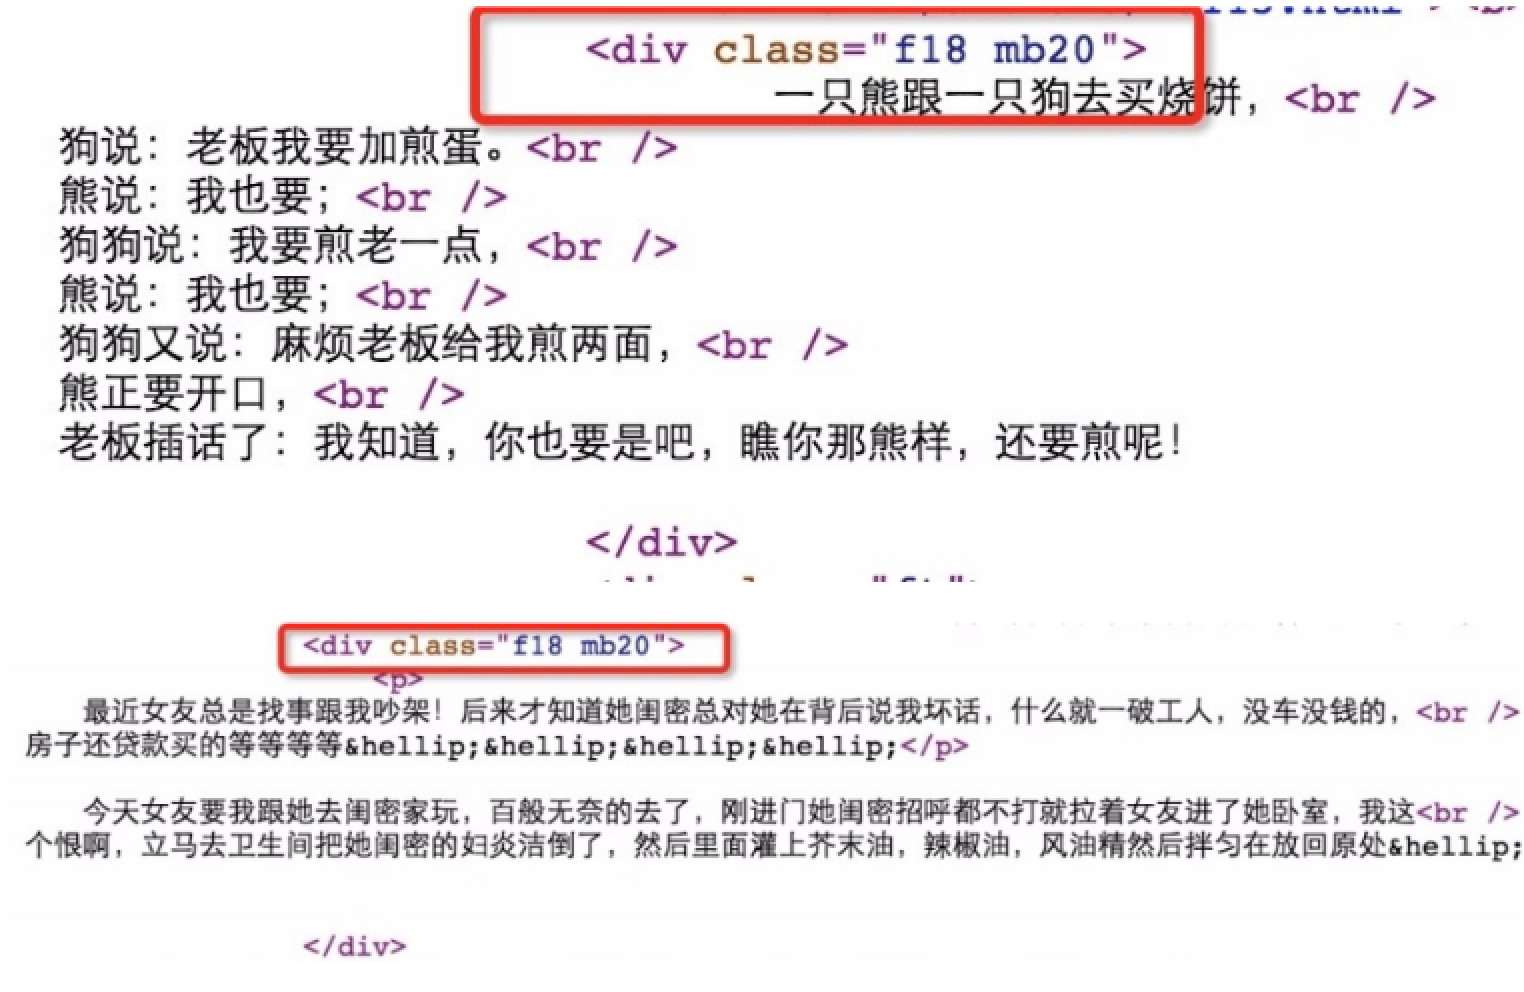 <div class="f18 mb20">
一只熊跟一只狗去买烧饼，<br />
狗说：老板我要加煎蛋。<br />
熊说：我也要；<br />
狗狗说：我要煎老一点，<br />
熊说：我也要；<br />
狗狗又说：麻烦老板给我煎两面，<br />
熊正要开口，<br />
老板插话了：我知道，你也要是吧，瞧你那熊样，还要煎呢！
</div>
<div class="f18 mb20">
<p>
最近女友总是找事跟我吵架！后来才知道她闺密总对她在背后说我坏话，什么就一破工人，没车没钱的，<br />
房子还贷款买的等等等等&hellip;&hellip;&hellip;&hellip;</p>
今天女友要我跟她去闺密家玩，百般无奈的去了，刚进门她闺密招呼都不打就拉着女友进了她卧室，我这<br />
个恨啊，立马去卫生间把她闺密的妇炎洁倒了，然后里面灌上芥末油，辣椒油，风油精然后拌匀在放回原处&hellip;
</div>